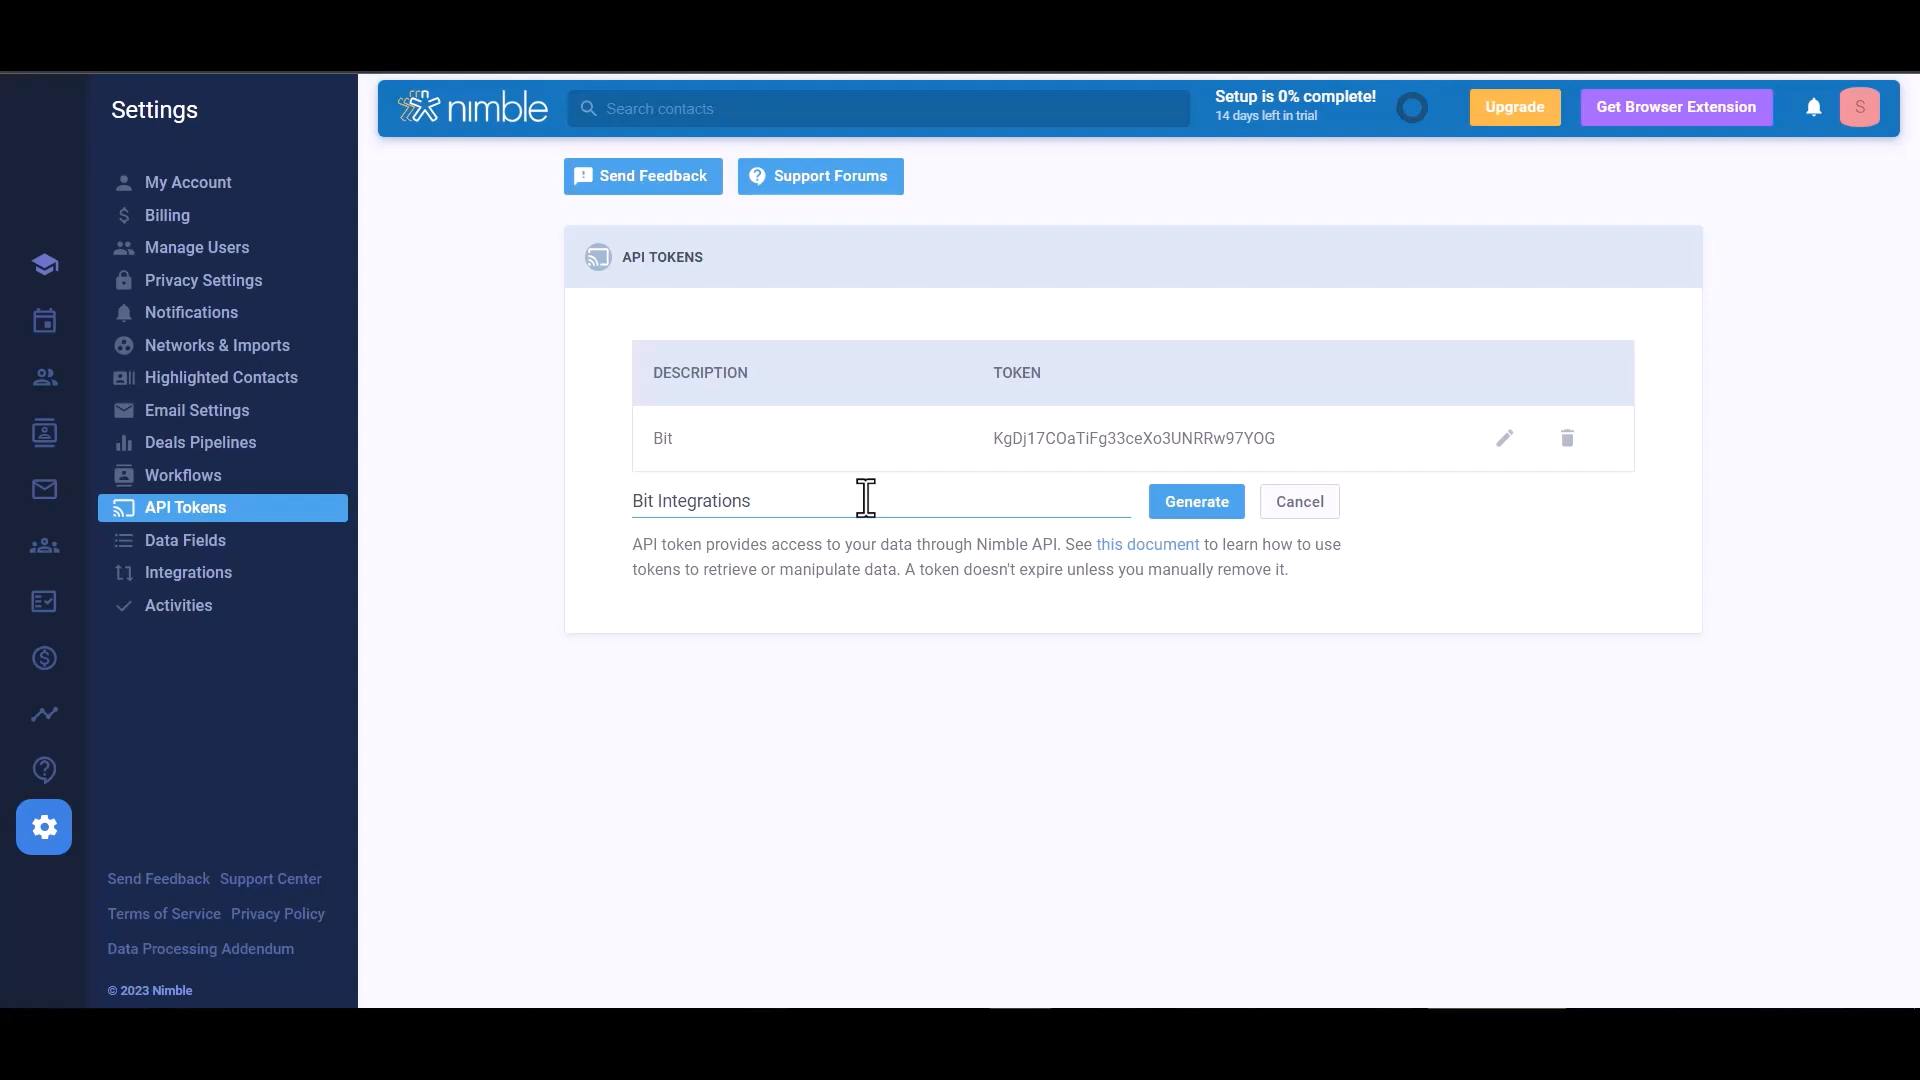 Settings
My Account
Billing
Manage Users
Privacy Settings
Notifications
Networks & Imports
Highlighted Contacts
Email Settings
Deals Pipelines
Workflows
API Tokens
Data Fields
Integrations
Activities
Send Feedback Support Center
Terms of Service Privacy Policy
Data Processing Addendum
© 2023 Nimble
nimble
Search contacts
Setup is 0% complete!
14 days left in trial
Upgrade
Get Browser Extension
S
Send Feedback
Support Forums
API TOKENS
DESCRIPTION TOKEN
Bit KgDj17COaTiFg33ceXo3UNRRw97YOG
Bit Integrations
Generate
Cancel
API token provides access to your data through Nimble API. See this document to learn how to use
tokens to retrieve or manipulate data. A token doesn't expire unless you manually remove it.